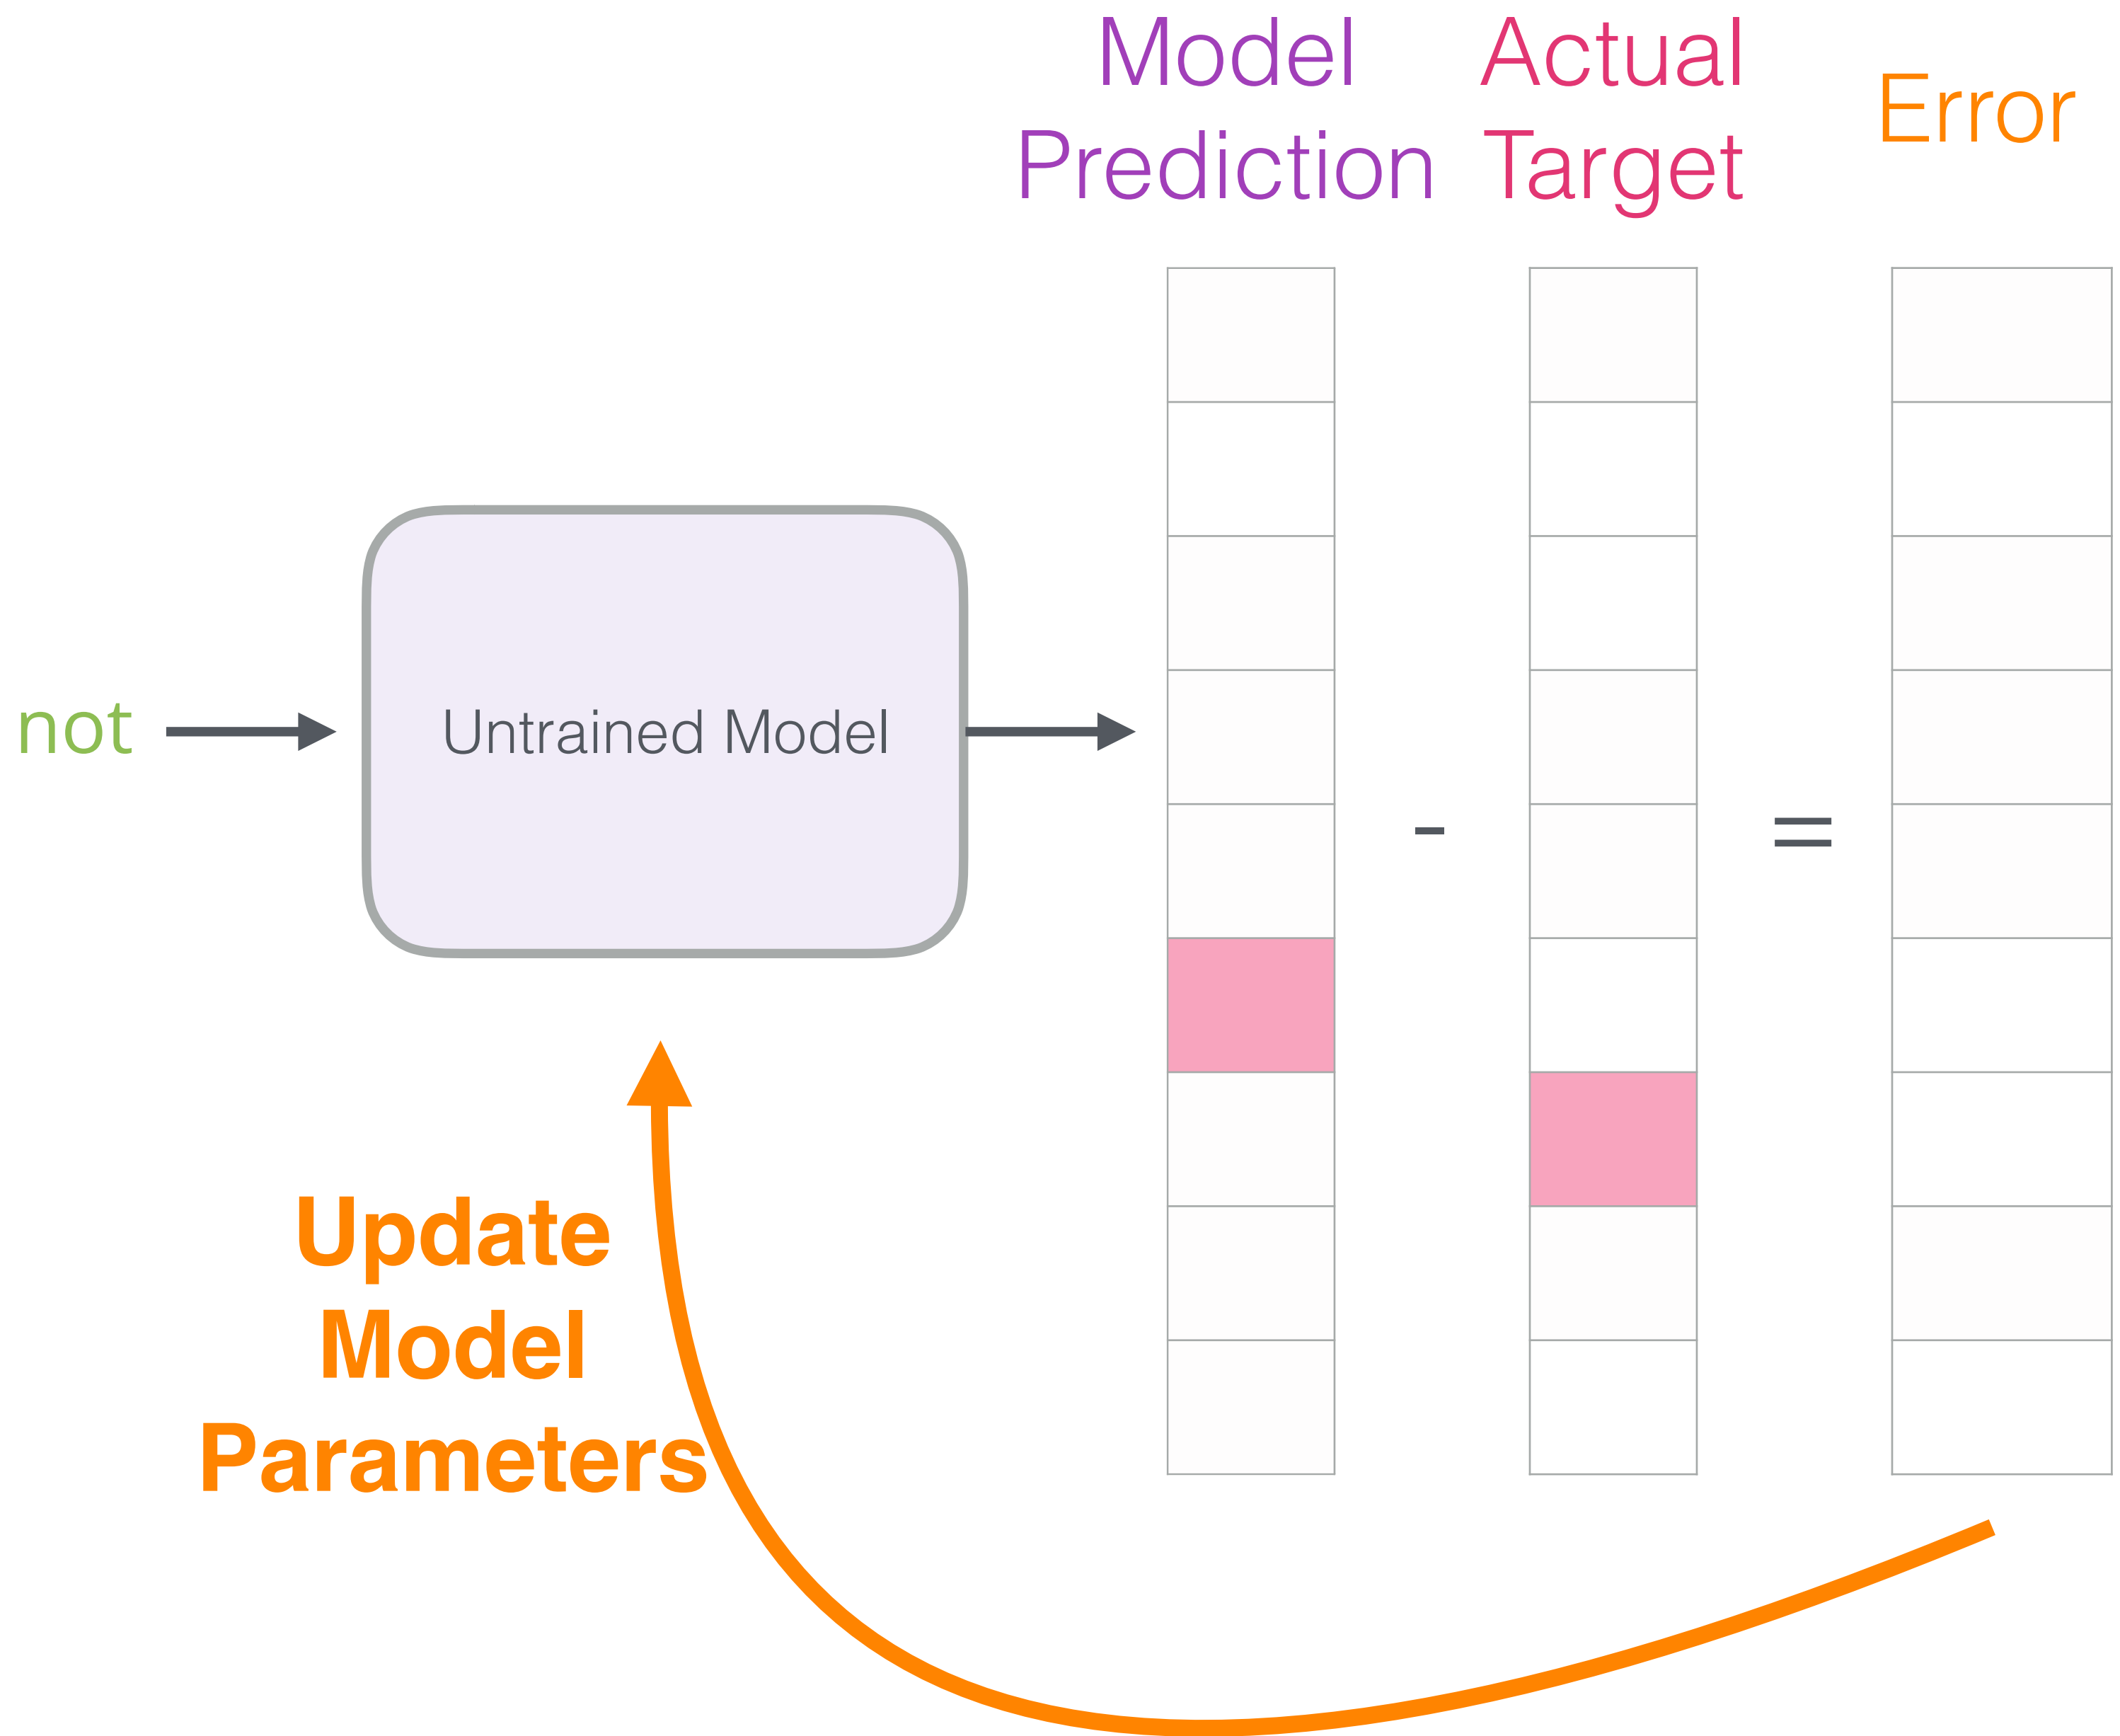 Model
Prediction
Actual
Target
Error
not
Untrained Model
-
=
Update
Model
Parameters